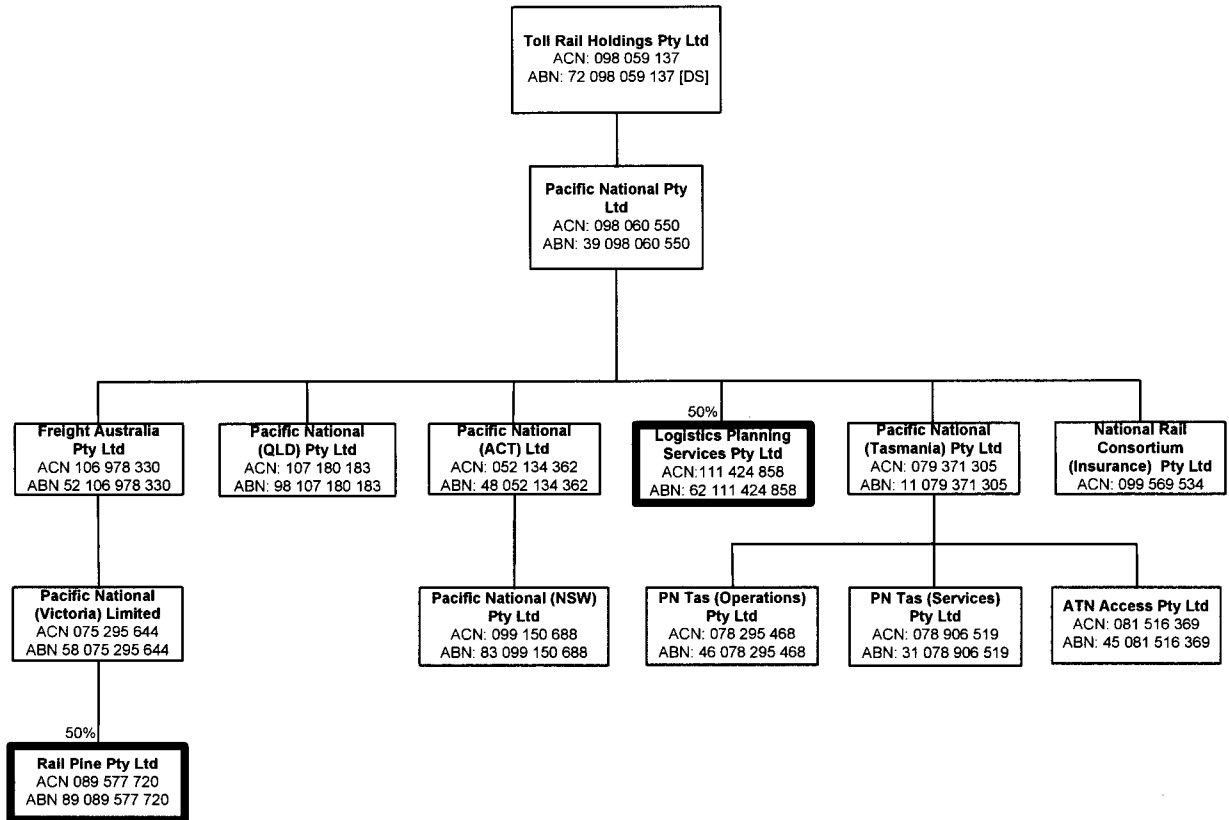 Toll Rail Holdings Pty Ltd
ACN: 098 059 137
ABN: 72 098 059 137 [DS]
Pacific National Pty
Ltd
ACN: 098 060 550
ABN: 39 098 060 550
Freight Australia
Pty Ltd
ACN 106 978 330
ABN 52 106 978 330
Pacific National
(QLD) Pty Ltd
ACN: 107 180 183
ABN: 98 107 180 183
Pacific National
(ACT) Ltd
ACN: 052 134 362
ABN: 48 052 134 362
50%
Logistics Planning
Services Pty Ltd
ACN:111 424 858
ABN: 62 111 424 858
Pacific National
(Tasmania) Pty Ltd
ACN: 079 371 305
ABN: 11 079 371 305
National Rail
Consortium
(Insurance) Pty Ltd
ACN: 099 569 534
Pacific National
(Victoria) Limited
ACN 075 295 644
ABN 58 075 295 644
Pacific National (NSW)
Pty Ltd
ACN: 099 150 688
ABN: 83 099 150 688
PN Tas (Operations)
Pty Ltd
ACN: 078 295 468
ABN: 46 078 295 468
PN Tas (Services)
Pty Ltd
ACN: 078 906 519
ABN: 31 078 906 519
ATN Access Pty Ltd
ACN: 081 516 369
ABN: 45 081 516 369
50%
Rail Pine Pty Ltd
ACN 089 577 720
ABN 89 089 577 720